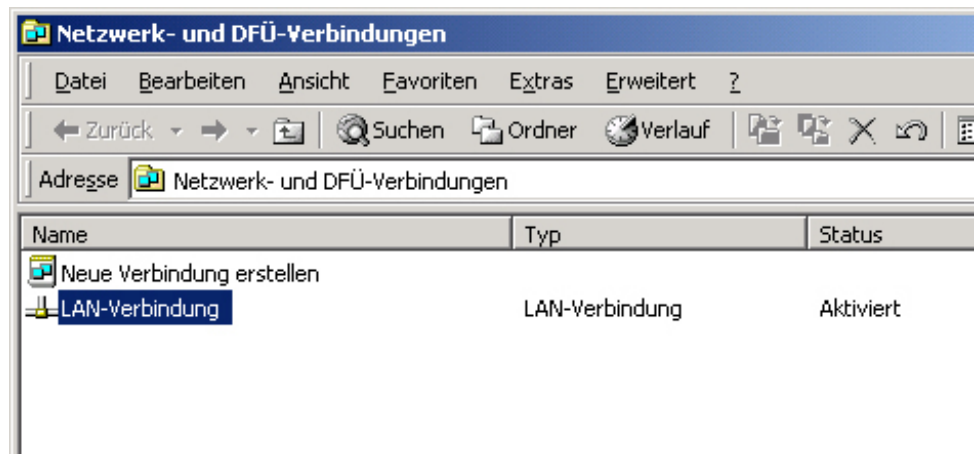 Netzwerk- und DFÜ-Verbindungen
Datei Bearbeiten Ansicht Favoriten Extras Erweitert ?
Zurück Suchen Ordner Verlauf
Adresse Netzwerk- und DFÜ-Verbindungen
Name Typ Status
Neue Verbindung erstellen
LAN-Verbindung LAN-Verbindung Aktiviert